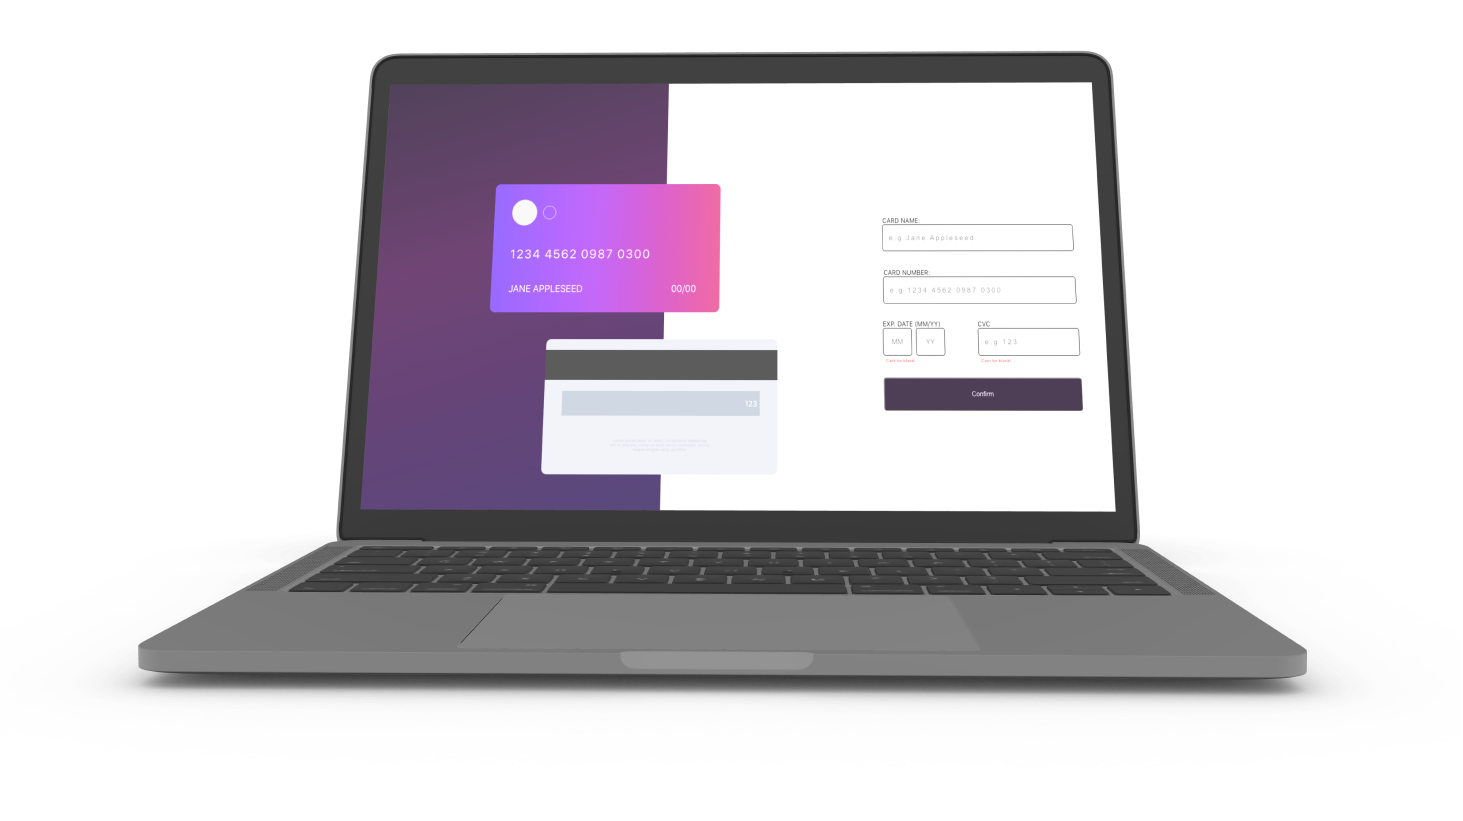 1234 4562 0987 0300
JANE APPLESEED 00/00
123
CARD NAME:
e.g Jane Appleseed
CARD NUMBER:
e.g 1234 4562 0987 0300
EXP. DATE (MM/YY) CVC
MM YY e.g 123
Can't be blank! Can't be blank!
Confirm